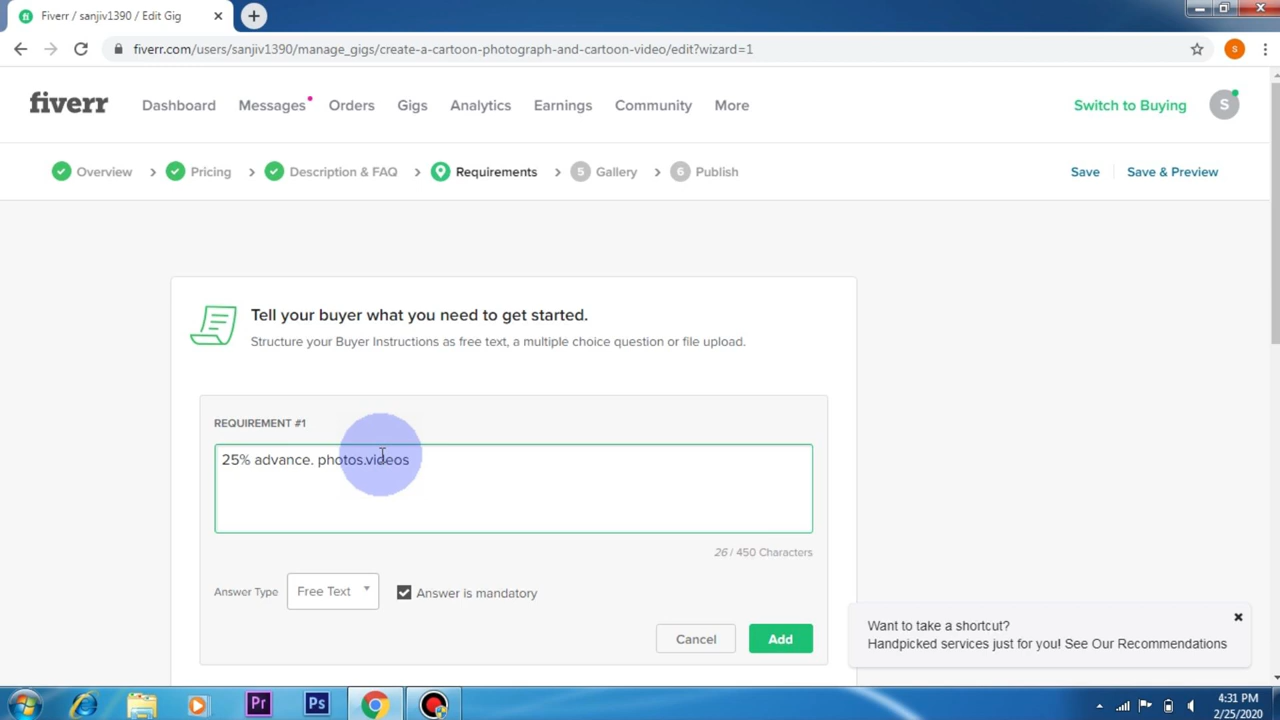 Fiverr / sanjiv1390 / Edit Gig
fiverr.com/users/sanjiv1390/manage_gigs/create-a-cartoon-photograph-and-cartoon-video/edit?wizard=1
S
fiverr
Dashboard Messages Orders Gigs Analytics Earnings Community More
Switch to Buying
S
Overview Pricing Description & FAQ Requirements 5 Gallery 6 Publish
Save Save & Preview
Tell your buyer what you need to get started.
Structure your Buyer Instructions as free text, a multiple choice question or file upload.
REQUIREMENT #1
25% advance. photos.videos
26 / 450 Characters
Answer Type Free Text Answer is mandatory
Cancel Add
Want to take a shortcut?
Handpicked services just for you! See Our Recommendations
Pr Ps
4:31 PM
2/25/2020